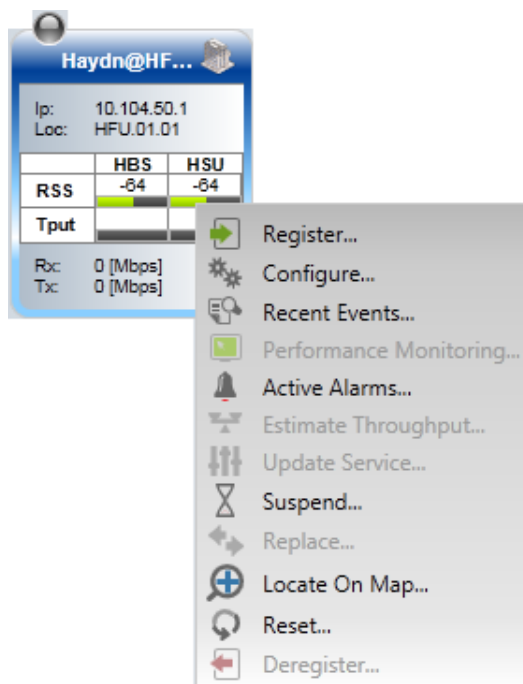 Haydn@HF...
Ip: 10.104.50.1
Loc: HFU.01.01
HBS HSU
RSS -64 -64
Tput
Rx: 0 [Mbps]
Tx: 0 [Mbps]
Register...
Configure...
Recent Events...
Performance Monitoring...
Active Alarms...
Estimate Throughput...
Update Service...
Suspend...
Replace...
Locate On Map...
Reset...
Deregister...